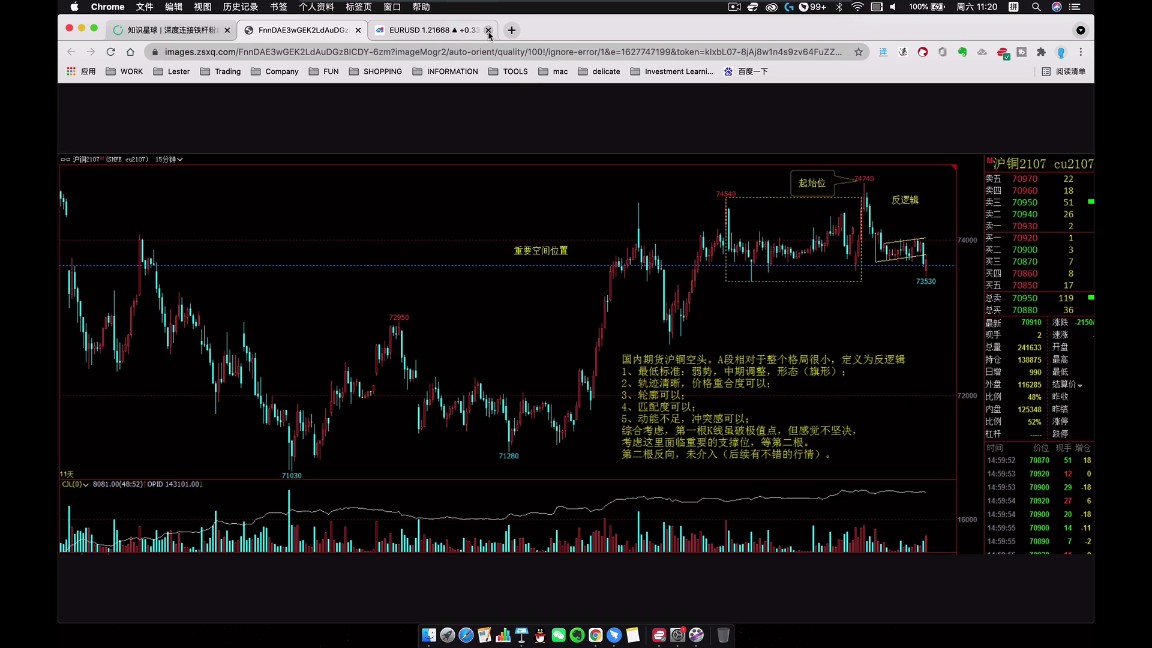 Chrome 文件 编辑 视图 历史记录 书签 个人资料 标签页 窗口 帮助 99+ 100% 周六 11:20 拼
知识星球 | 深度连接铁杆粉 FnnDAE3wGEK2LdAuDGz EURUSD 1.21668 ▲ +0.33
images.zsxq.com/FnnDAE3wGEK2LdAuDGz8ICDY-6zm?imageMogr2/auto-orient/quality/100!/ignore-error/1&e=1627747199&token=kIxbL07-8jAj8w1n4s9zv64FuZZ...
应用 WORK Lester Trading Company FUN SHOPPING INFORMATION TOOLS mac delicate Investment Learni... 百度一下 阅读清单
沪铜2107 (SHFE cu2107) 15分钟
沪铜2107 cu2107
起始位
74740
74540
反逻辑
74000
重要空间位置
73530
72950
国内期货沪铜空头。A段相对于整个格局很小，定义为反逻辑
1、最低标准：弱势，中期调整，形态（旗形）；
2、轨迹清晰，价格重合度可以；
3、轮廓可以；
4、匹配度可以；
5、动能不足，冲突感可以；
综合考虑，第一根K线虽破极值点，但感觉不坚决，
考虑这里面临重要的支撑位，等第二根。
第二根反向，未介入（后续有不错的行情）。
72000
71280
71030
11天
CJL(0) 8081.00(48:52)↑ OPID 143101.00↓
16000
卖五 70970 22
卖四 70960 18
卖三 70950 51
卖二 70940 26
卖一 70930 2
买一 70920 1
买二 70900 3
买三 70870 7
买四 70860 8
买五 70850 17
总卖 70950 119
总买 70880 36
最新 70910 涨跌 -2150
现手 2 速涨
总量 241633 开盘
持仓 138875 最高
日增 990 最低
外盘 116285 结算价
比例 48% 昨收
内盘 125348 昨结
比例 52% 涨停
杠杆 ---- 跌停
时间 价位 现手 增仓
14:59:52 70870 51 18
14:59:53 70920 12 0
14:59:53 70900 29 -18
14:59:54 70920 27 6
14:59:54 70900 20 -18
14:59:55 70900 14 -11
14:59:55 70890 7 -2